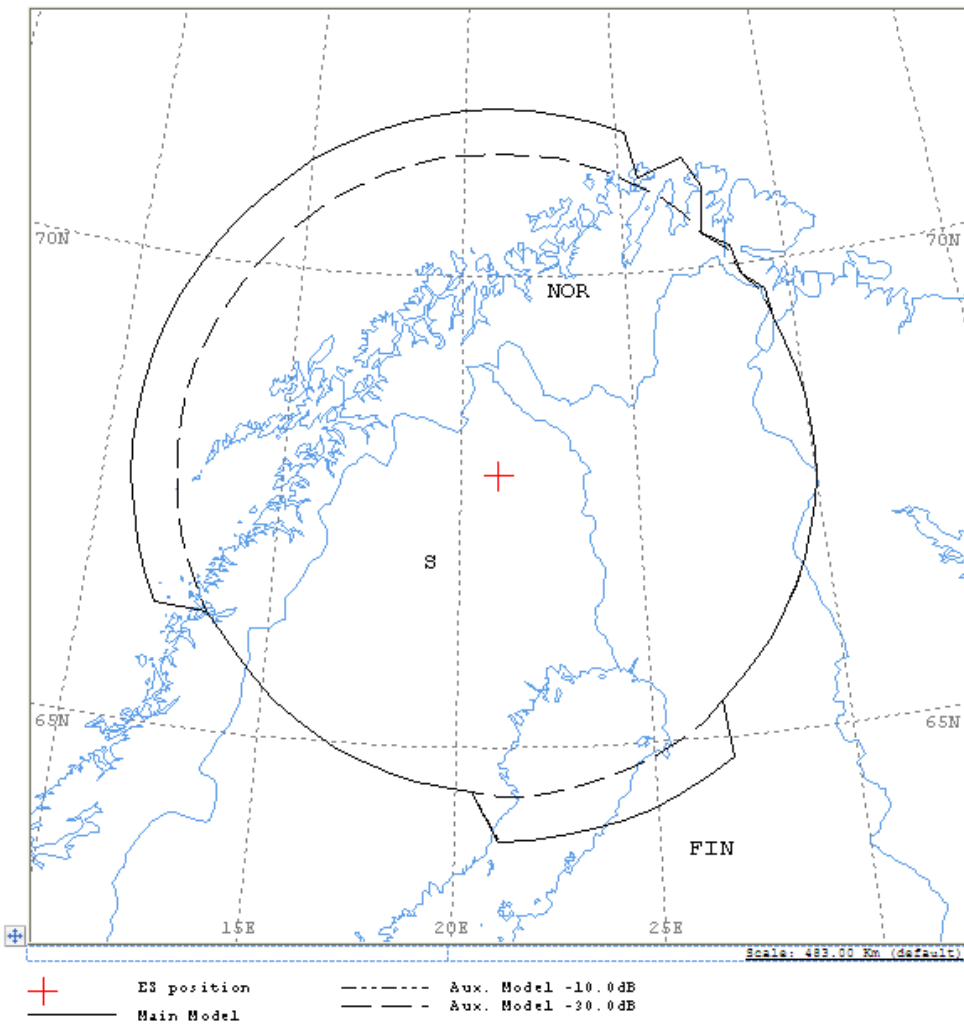 70N
70N
NOR
S
65N
65N
FIN
15E
20E
25E
Scale: 483.00 Km (default)
ES position
Aux. Model -10.0dB
Aux. Model -30.0dB
Main Model